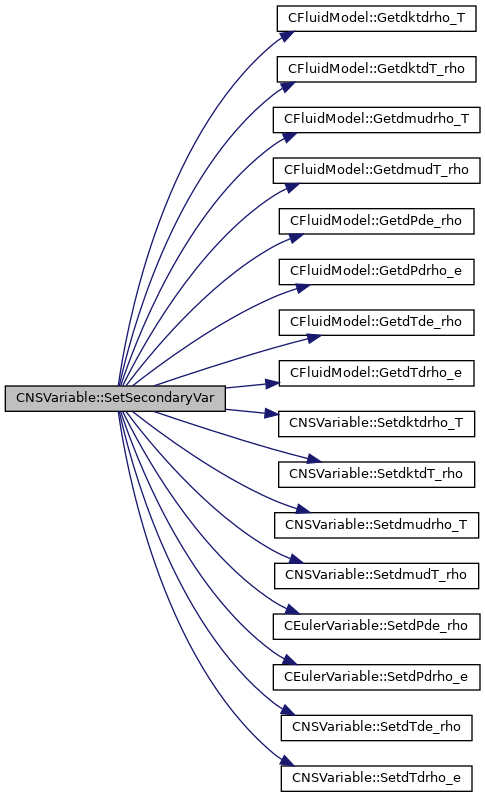 CFluidModel::Getdktdrho_T
CFluidModel::GetdktdT_rho
CFluidModel::Getdmudrho_T
CFluidModel::GetdmudT_rho
CFluidModel::GetdPde_rho
CFluidModel::GetdPdrho_e
CFluidModel::GetdTde_rho
CFluidModel::GetdTdrho_e
CNSVariable::SetSecondaryVar
CNSVariable::Setdktdrho_T
CNSVariable::SetdktdT_rho
CNSVariable::Setdmudrho_T
CNSVariable::SetdmudT_rho
CEulerVariable::SetdPde_rho
CEulerVariable::SetdPdrho_e
CNSVariable::SetdTde_rho
CNSVariable::SetdTdrho_e